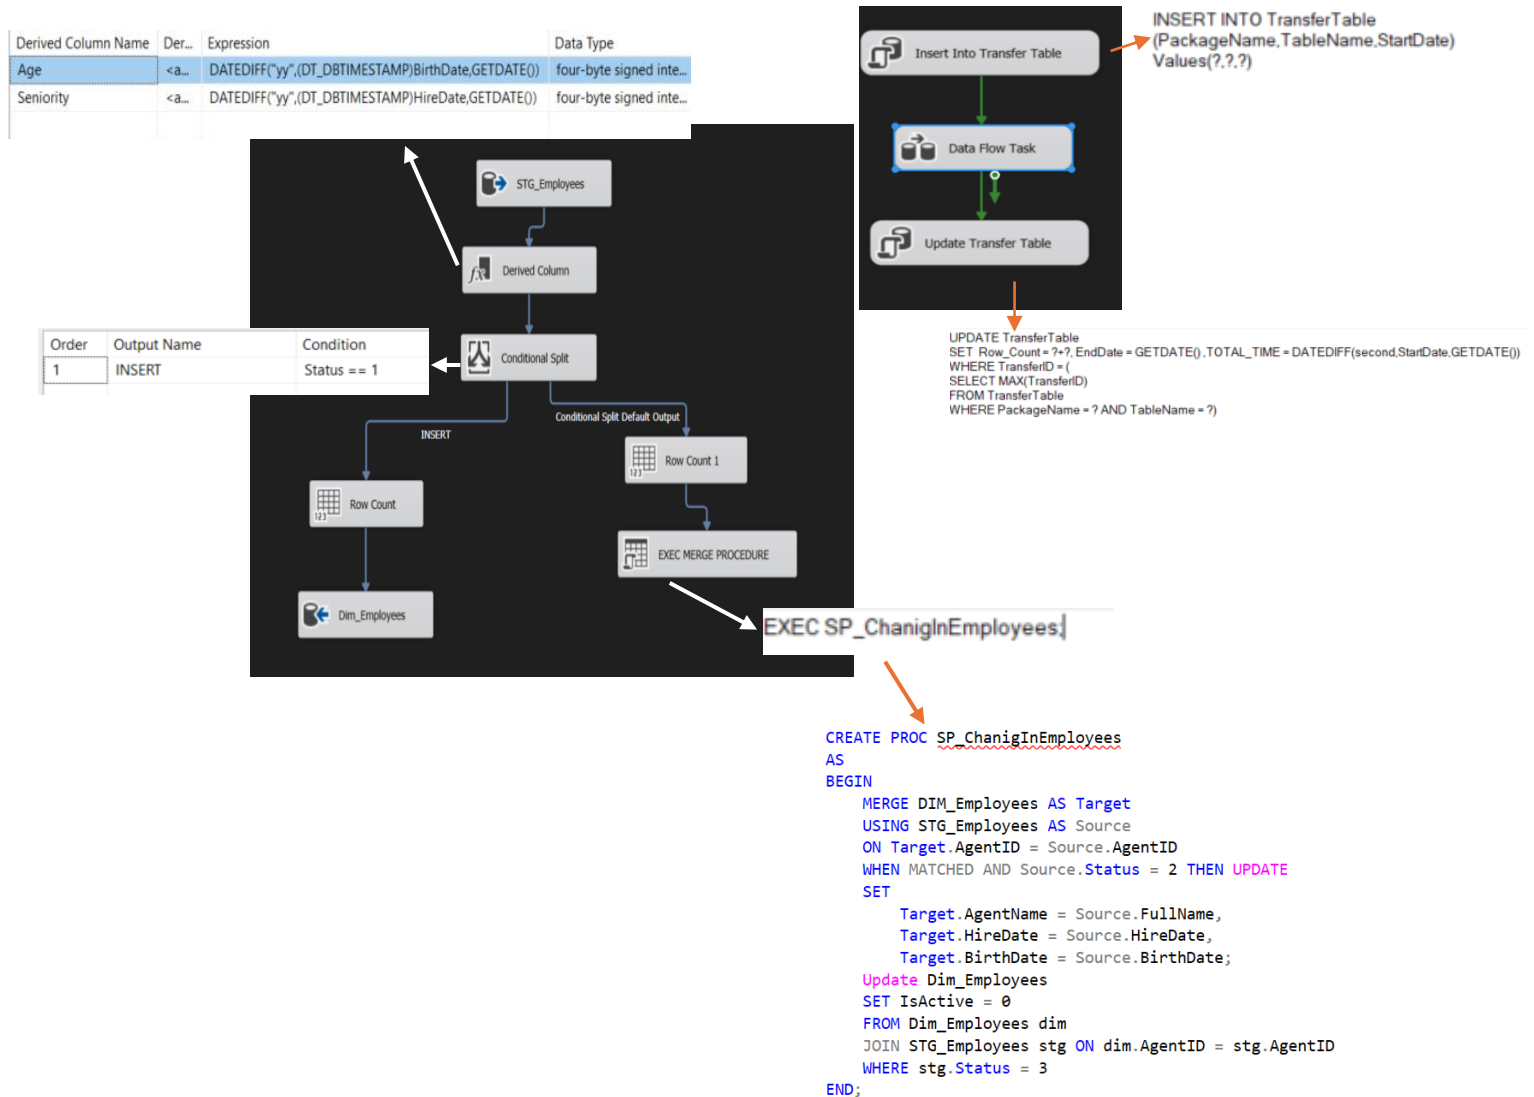 Derived Column Name Der... Expression Data Type
Age <a... DATEDIFF("yy",(DT_DBTIMESTAMP)BirthDate,GETDATE()) four-byte signed inte...
Seniority <a... DATEDIFF("yy",(DT_DBTIMESTAMP)HireDate,GETDATE()) four-byte signed inte...
STG_Employees
fx Derived Column
Order Output Name Condition
1 INSERT Status == 1
Conditional Split
INSERT
Conditional Split Default Output
123 Row Count 1
123 Row Count
EXEC MERGE PROCEDURE
Dim_Employees
Insert Into Transfer Table
Data Flow Task
Update Transfer Table
INSERT INTO TransferTable
(PackageName,TableName,StartDate)
Values(?,?,?)
UPDATE TransferTable
SET Row_Count = ?+?, EndDate = GETDATE() ,TOTAL_TIME = DATEDIFF(second,StartDate,GETDATE())
WHERE TransferID = (
SELECT MAX(TransferID)
FROM TransferTable
WHERE PackageName = ? AND TableName = ?)
EXEC SP_ChanigInEmployees;
CREATE PROC SP_ChanigInEmployees
AS
BEGIN
MERGE DIM_Employees AS Target
USING STG_Employees AS Source
ON Target.AgentID = Source.AgentID
WHEN MATCHED AND Source.Status = 2 THEN UPDATE
SET
Target.AgentName = Source.FullName,
Target.HireDate = Source.HireDate,
Target.BirthDate = Source.BirthDate;
Update Dim_Employees
SET IsActive = 0
FROM Dim_Employees dim
JOIN STG_Employees stg ON dim.AgentID = stg.AgentID
WHERE stg.Status = 3
END;